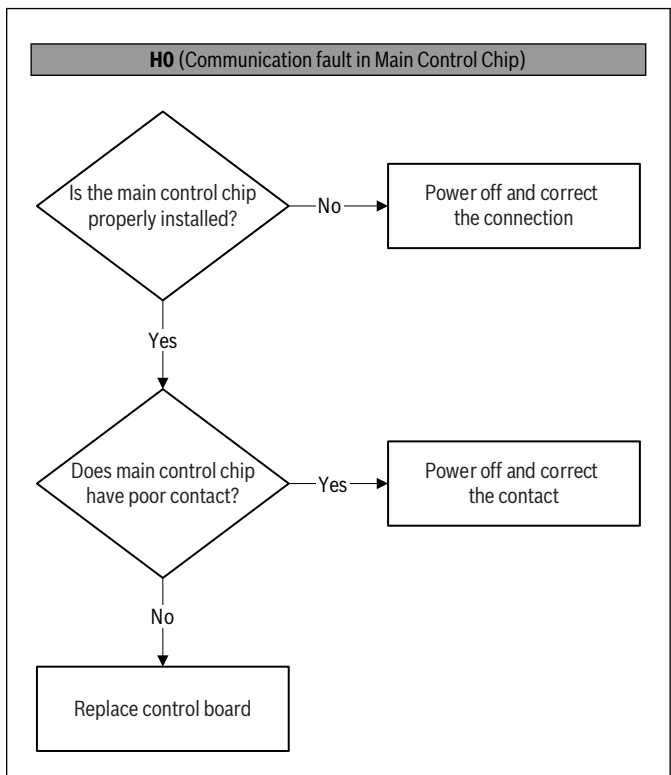 H0 (Communication fault in Main Control Chip)
Is the main control chip
properly installed?
No
Power off and correct
the connection
Yes
Does main control chip
have poor contact?
Yes
Power off and correct
the contact
No
Replace control board